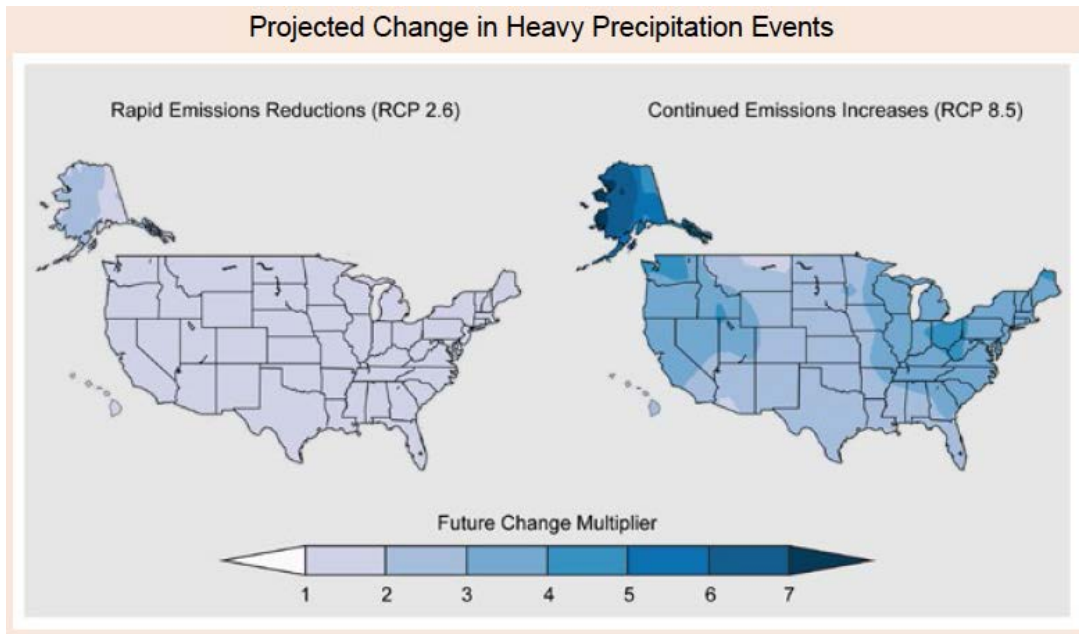 Projected Change in Heavy Precipitation Events
Rapid Emissions Reductions (RCP 2.6)
Continued Emissions Increases (RCP 8.5)
Future Change Multiplier
1 2 3 4 5 6 7